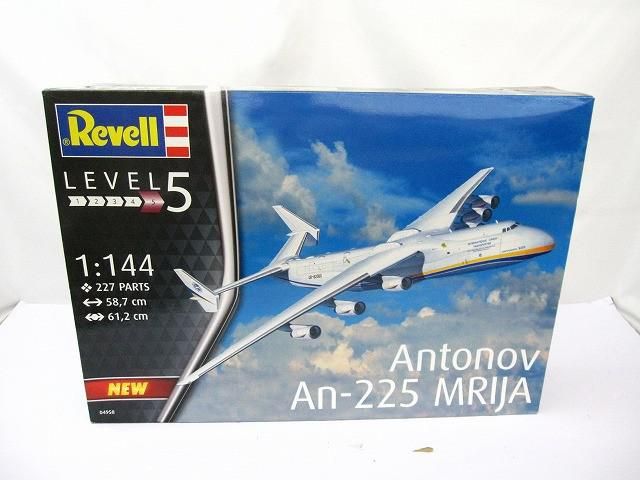 ®Revell
LEVEL 5
1 2 3 4 5
1:144
227 PARTS
58,7 cm
61,2 cm
NEW
04958
Antonov
An-225 MRIJA